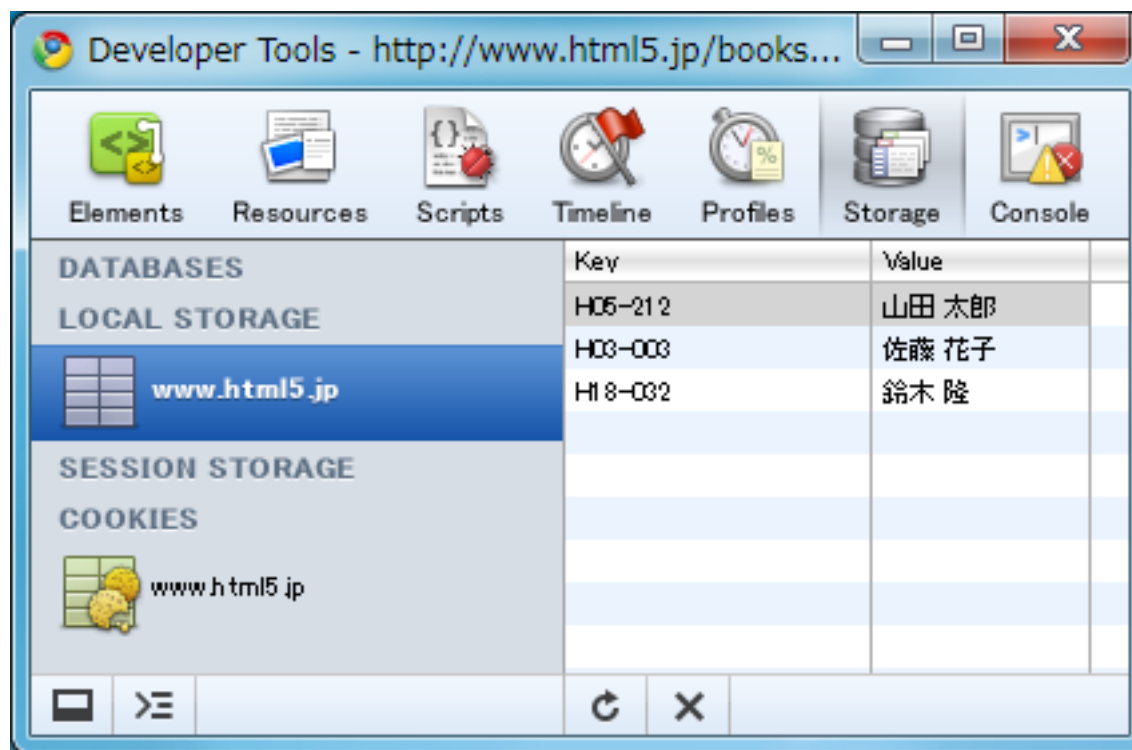 Developer Tools - http://www.html5.jp/books...
Elements Resources Scripts Timeline Profiles Storage Console
DATABASES
LOCAL STORAGE
www.html5.jp
SESSION STORAGE
COOKIES
www.html5.jp
Key Value
H05-212 山田 太郎
H03-003 佐藤 花子
H18-032 鈴木 隆